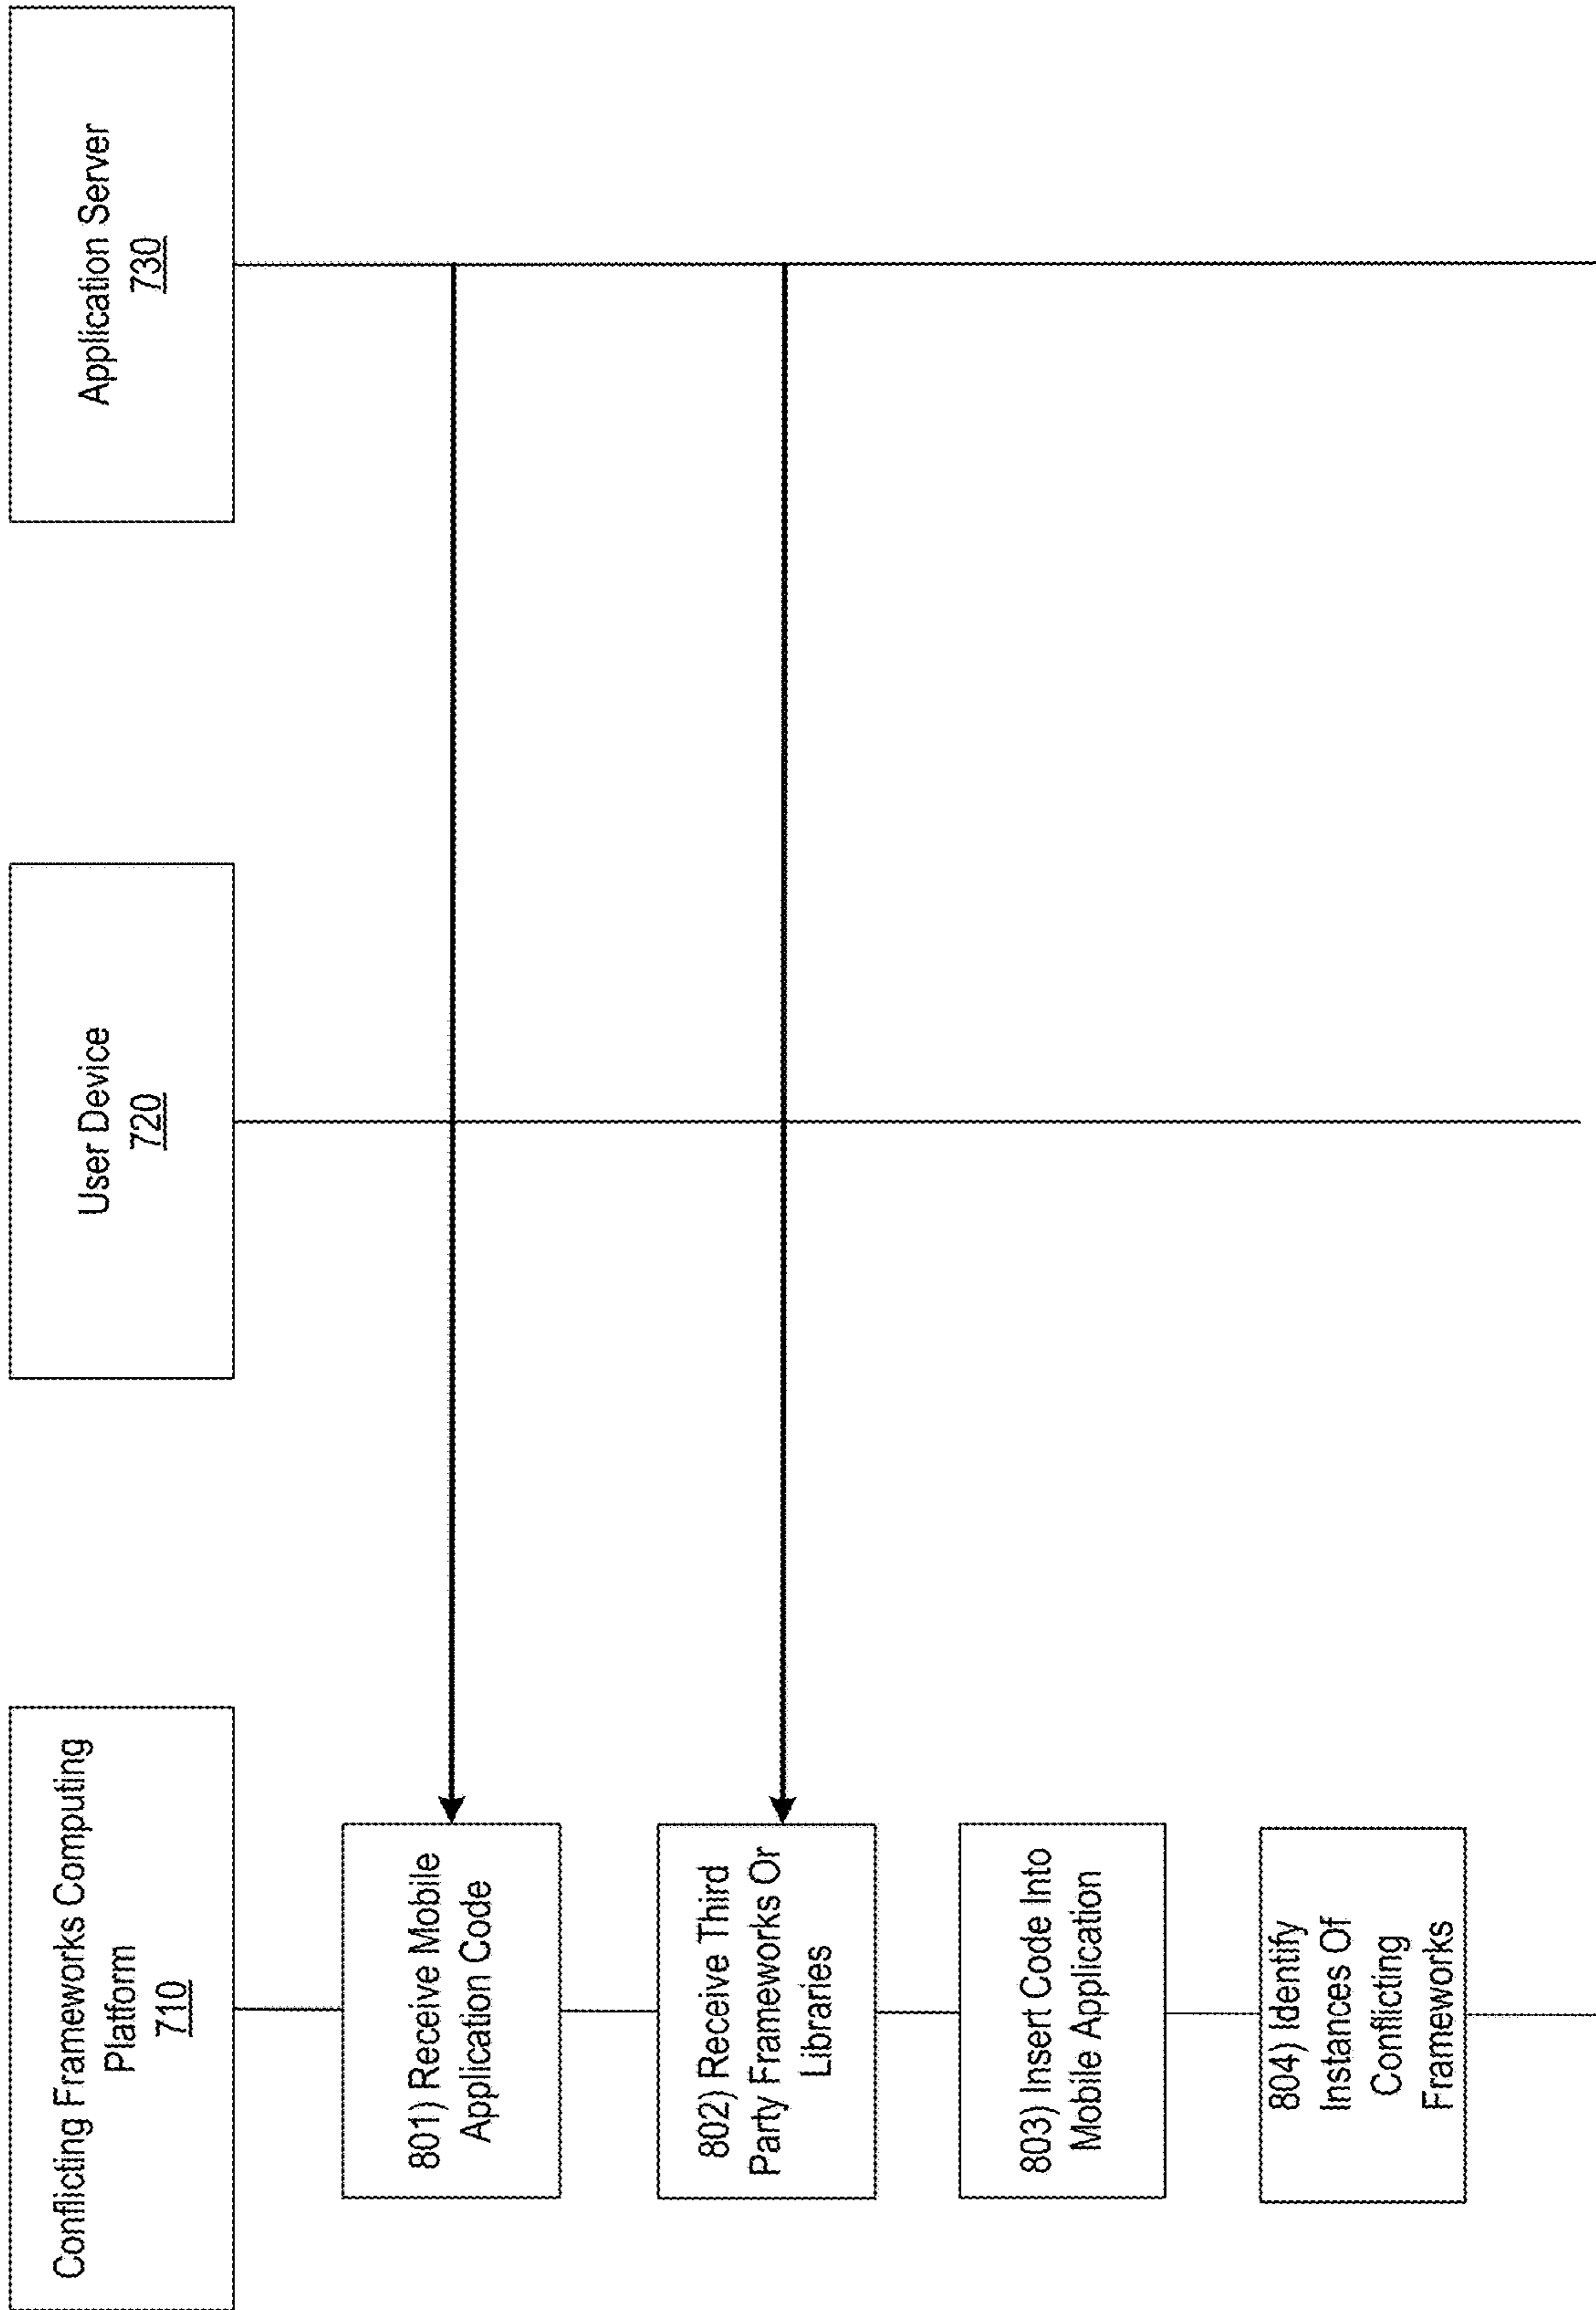 Conflicting Frameworks Computing
Platform
710
User Device
720
Application Server
730
801) Receive Mobile
Application Code
802) Receive Third
Party Frameworks Or
Libraries
803) Insert Code Into
Mobile Application
804) Identify
Instances Of
Conflicting
Frameworks